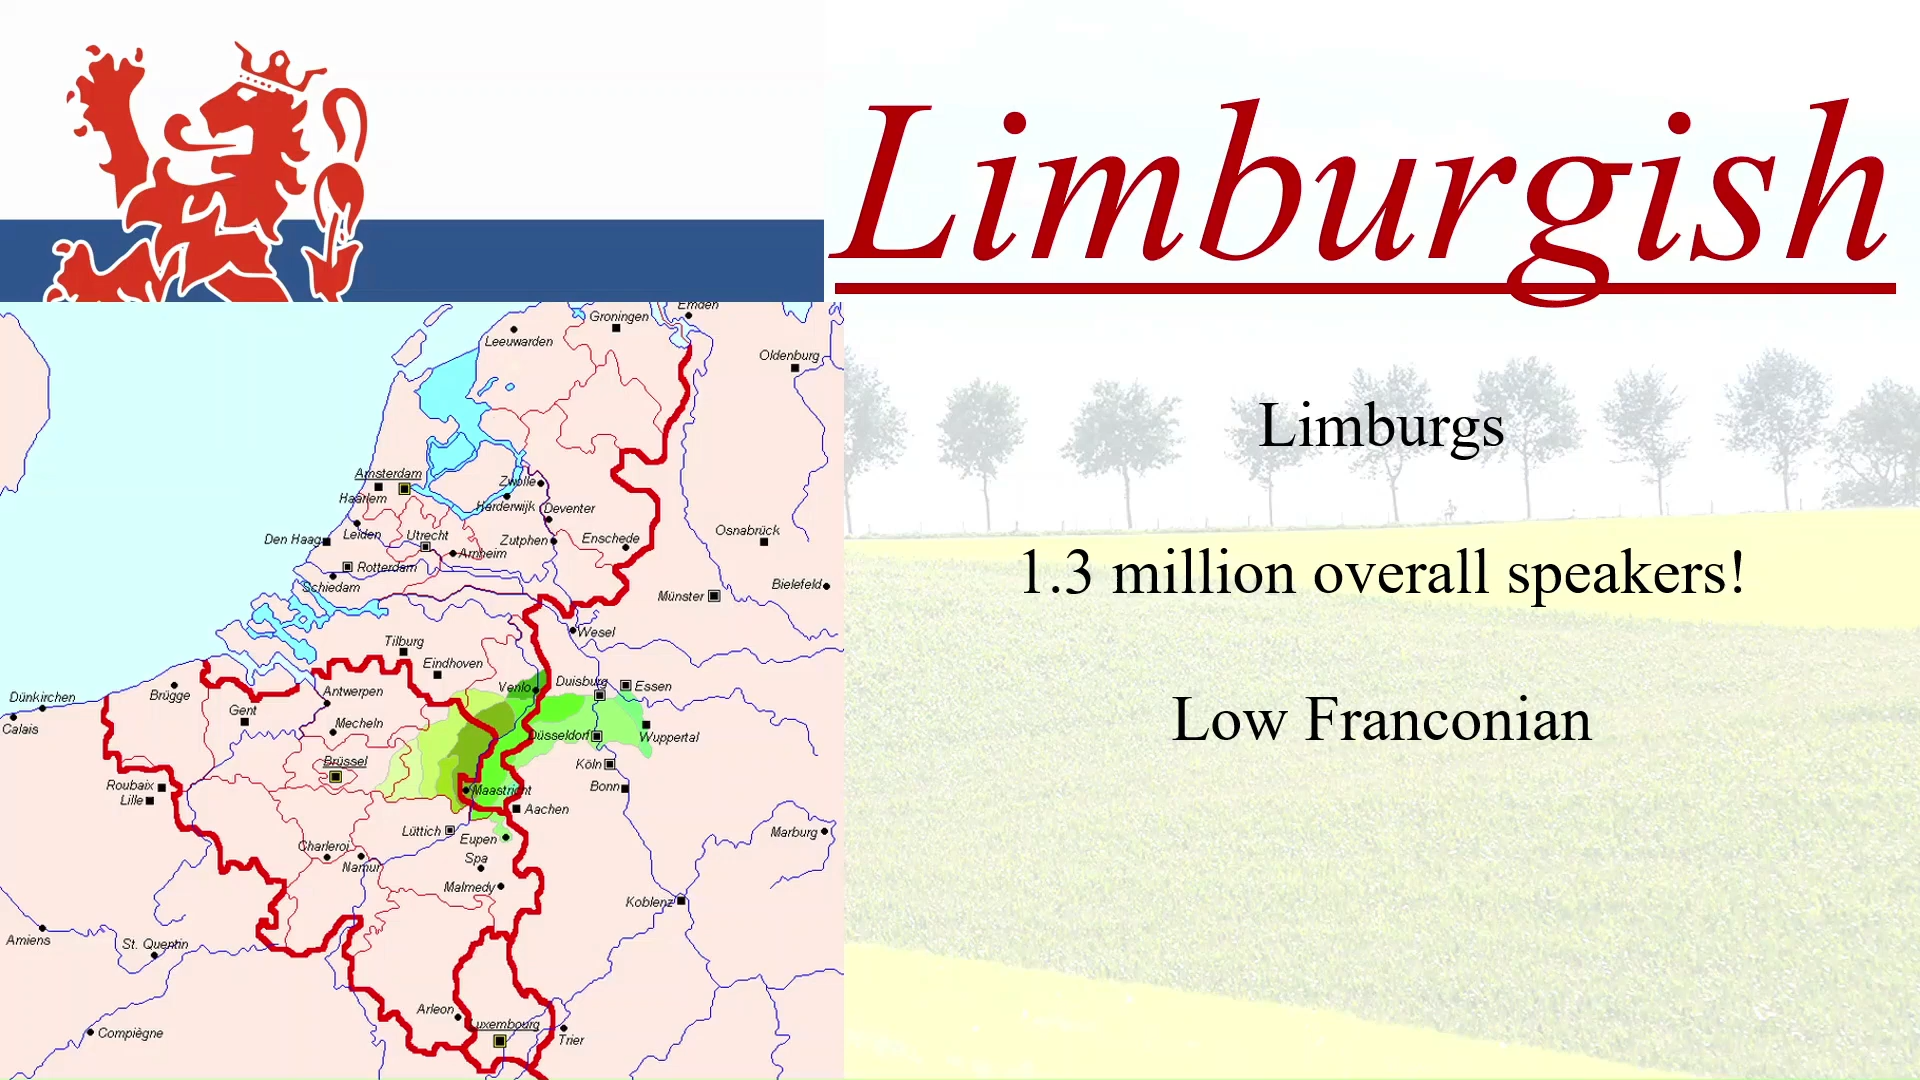 Limburgish
Limburgs
1.3 million overall speakers!
Low Franconian
Emden
Groningen
Leeuwarden
Oldenburg
Amsterdam
Zwolle
Haarlem
Harderwijk
Deventer
Leiden
Utrecht
Osnabrück
Den Haag
Zutphen
Enschede
Arnheim
Rotterdam
Schiedam
Bielefeld
Münster
Wesel
Tilburg
Eindhoven
Venlo
Duisburg
Essen
Dünkirchen
Brügge
Antwerpen
Calais
Gent
Mecheln
Düsseldorf
Wuppertal
Brüssel
Köln
Roubaix
Maastricht
Bonn
Lille
Aachen
Lüttich
Eupen
Marburg
Charleroi
Spa
Namur
Malmedy
Koblenz
Amiens
St. Quentin
Arleon
Luxembourg
Compiègne
Trier